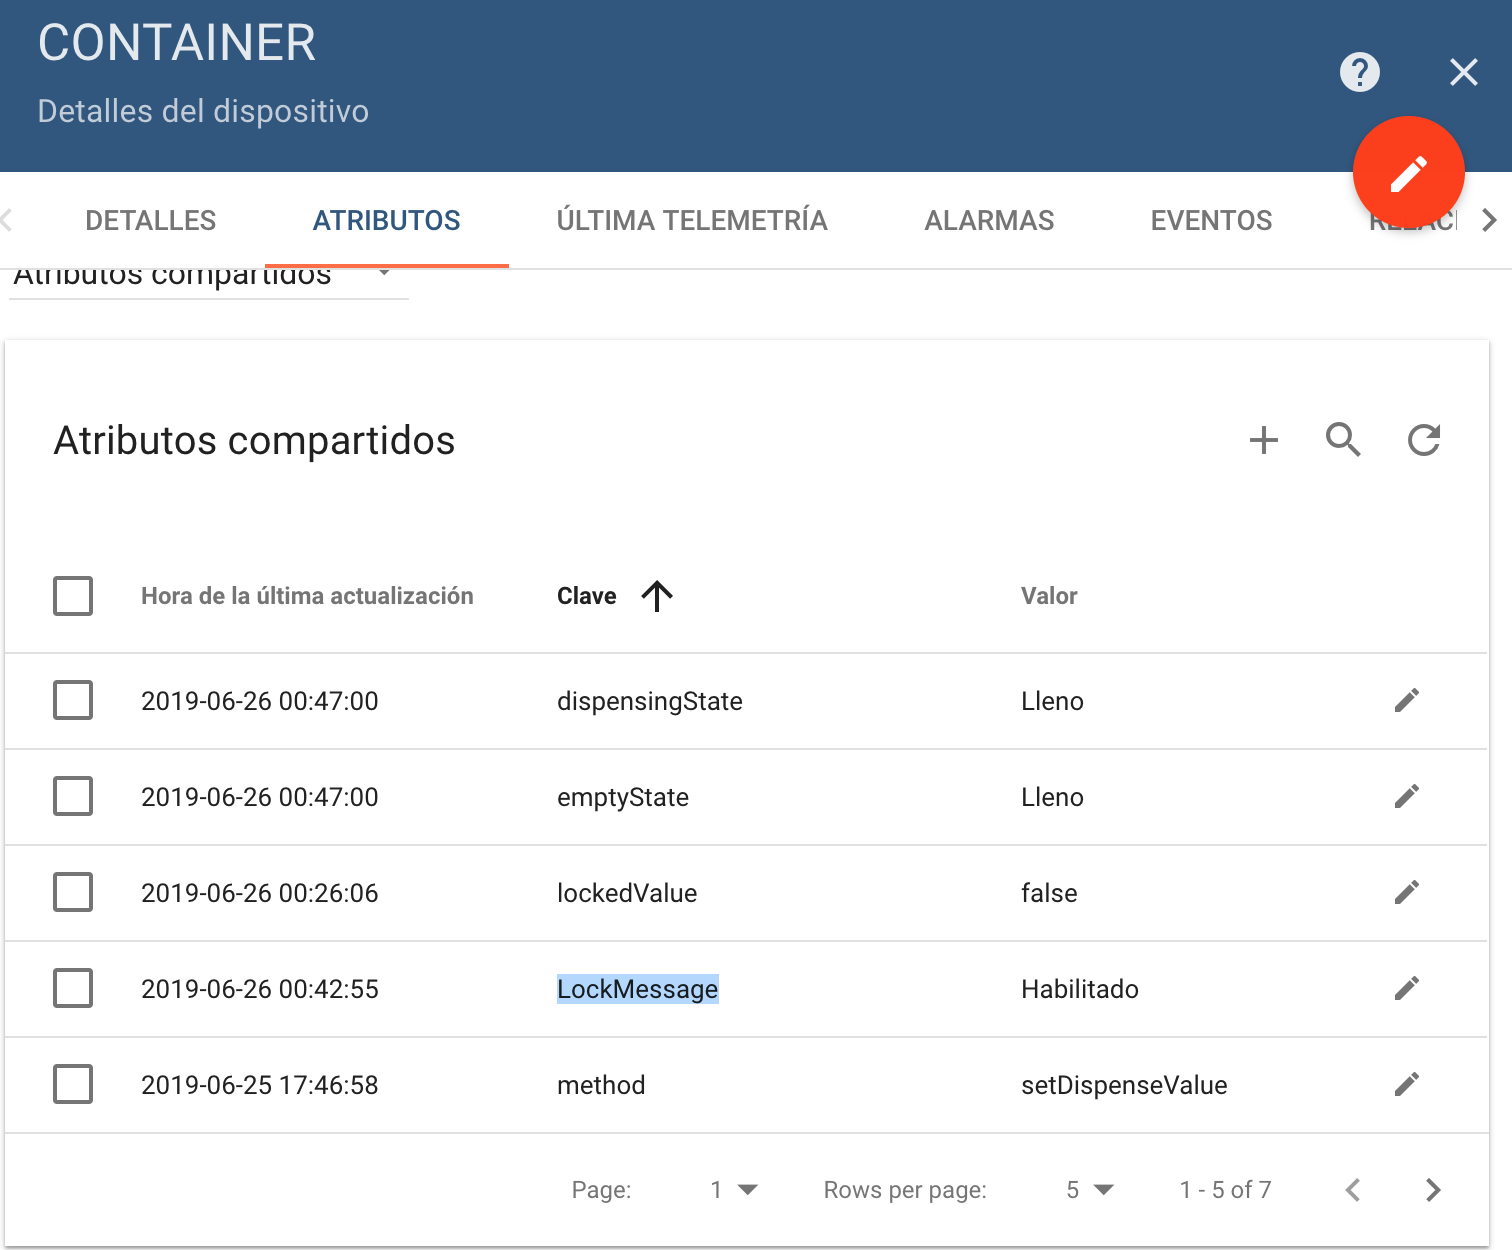 CONTAINER
Detalles del dispositivo
DETALLES ATRIBUTOS ÚLTIMA TELEMETRÍA ALARMAS EVENTOS
Atributos compartidos
Atributos compartidos
Hora de la última actualización Clave Valor
2019-06-26 00:47:00 dispensingState Lleno
2019-06-26 00:47:00 emptyState Lleno
2019-06-26 00:26:06 lockedValue false
2019-06-26 00:42:55 LockMessage Habilitado
2019-06-25 17:46:58 method setDispenseValue
Page: 1 Rows per page: 5 1 - 5 of 7